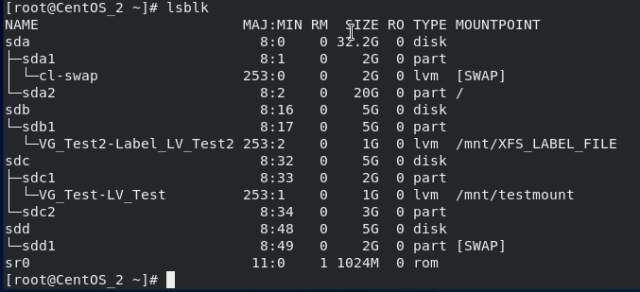 [root@CentOS_2 ~]# lsblk
NAME                          MAJ:MIN RM   SIZE RO TYPE MOUNTPOINT
sda                             8:0    0  32.2G  0 disk
├─sda1                          8:1    0     2G  0 part
│ └─cl-swap                   253:0    0     2G  0 lvm  [SWAP]
└─sda2                          8:2    0    20G  0 part /
sdb                             8:16   0     5G  0 disk
└─sdb1                          8:17   0     5G  0 part
  └─VG_Test2-Label_LV_Test2   253:2    0     1G  0 lvm  /mnt/XFS_LABEL_FILE
sdc                             8:32   0     5G  0 disk
├─sdc1                          8:33   0     2G  0 part
│ └─VG_Test-LV_Test           253:1    0     1G  0 lvm  /mnt/testmount
└─sdc2                          8:34   0     3G  0 part
sdd                             8:48   0     5G  0 disk
└─sdd1                          8:49   0     2G  0 part [SWAP]
sr0                            11:0    1  1024M  0 rom
[root@CentOS_2 ~]#